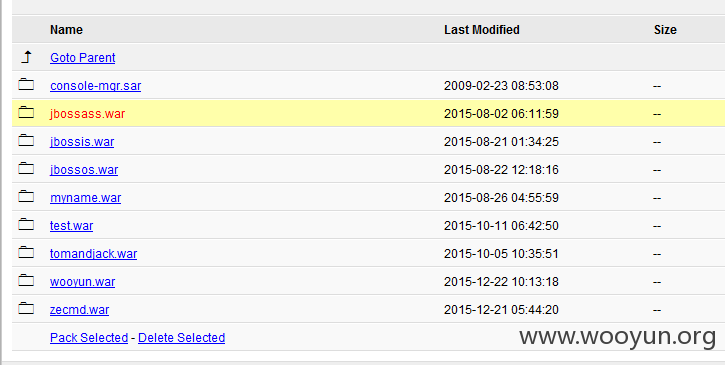 Name Last Modified Size
Goto Parent
console-mgr.sar 2009-02-23 08:53:08 --
jbossass.war 2015-08-02 06:11:59 --
jbossis.war 2015-08-21 01:34:25 --
jbossos.war 2015-08-22 12:18:16 --
myname.war 2015-08-26 04:55:59 --
test.war 2015-10-11 06:42:50 --
tomandjack.war 2015-10-05 10:35:51 --
wooyun.war 2015-12-22 10:13:18 --
zecmd.war 2015-12-21 05:44:20 --
Pack Selected - Delete Selected
www.wooyun.org